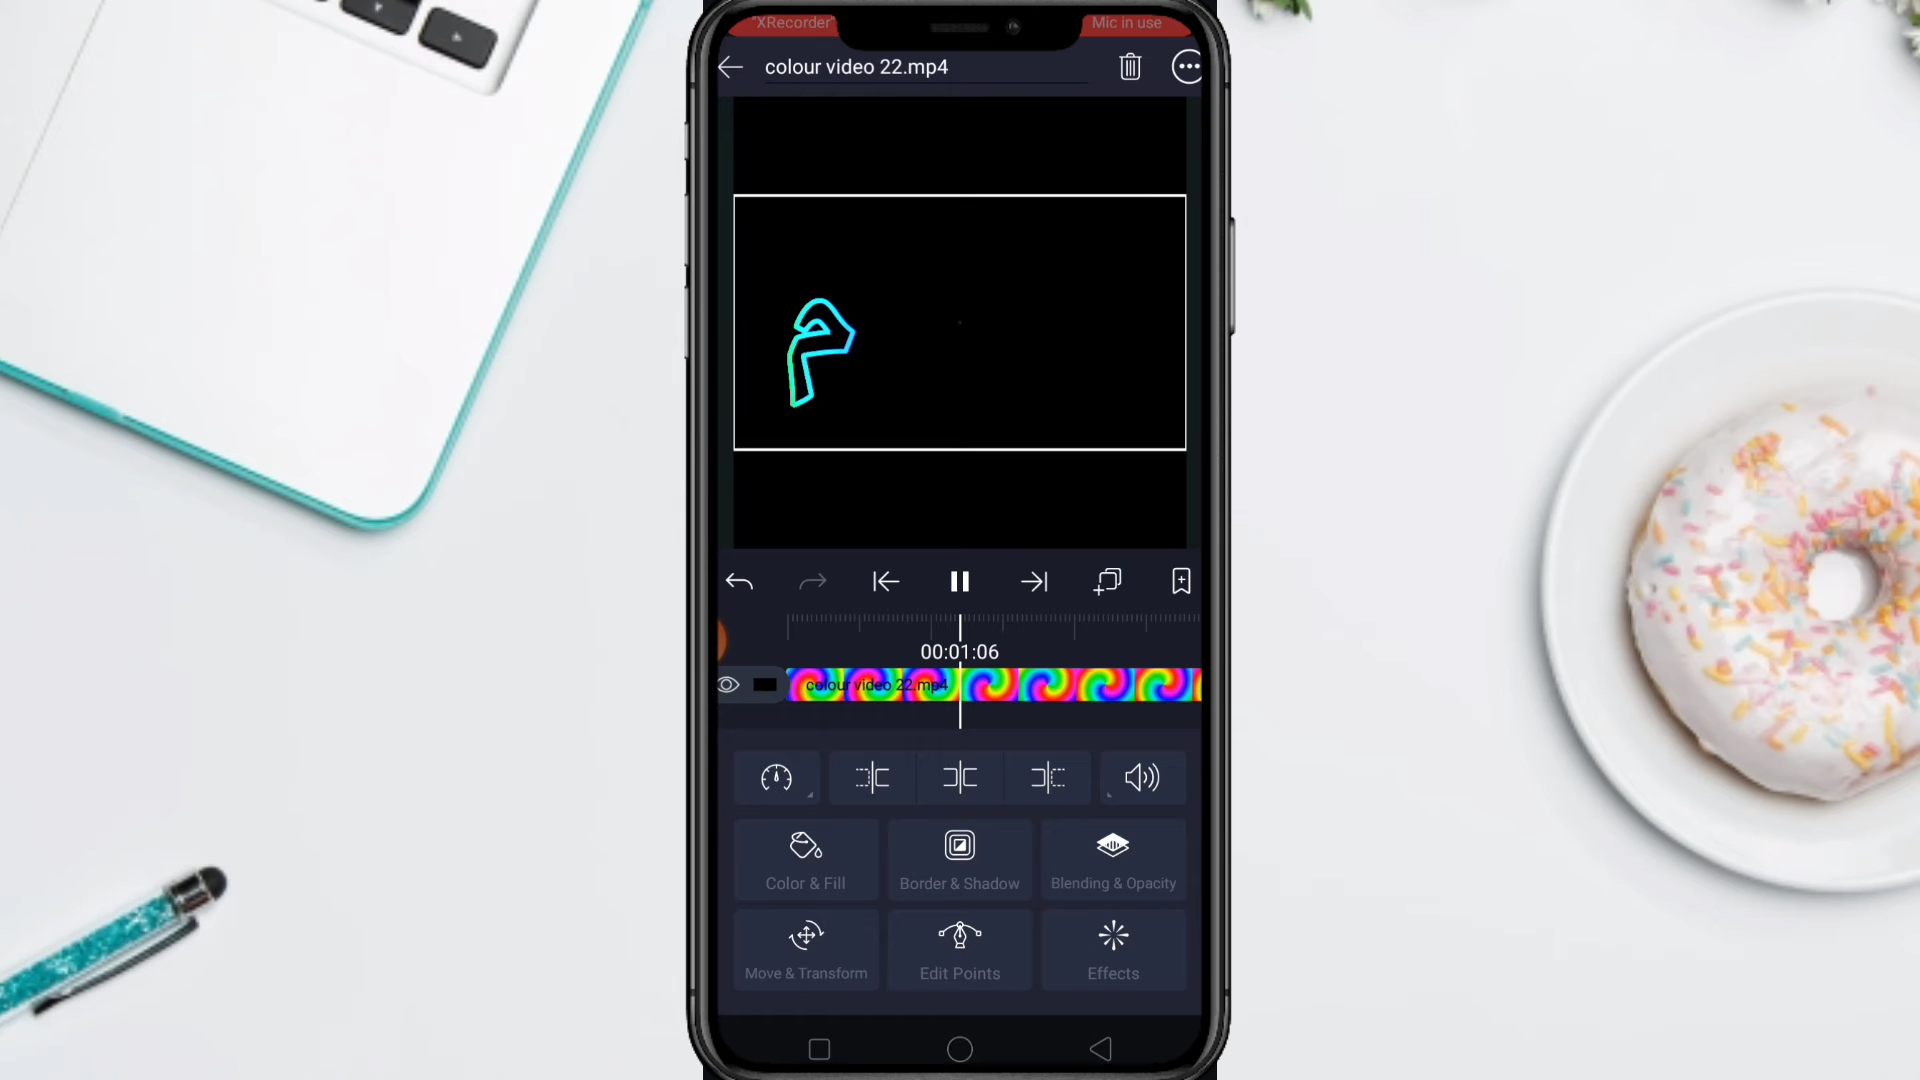 "XRecorder"
Mic in use
colour video 22.mp4
00:01:06
colour video 22.mp4
Color & Fill
Border & Shadow
Blending & Opacity
Move & Transform
Edit Points
Effects